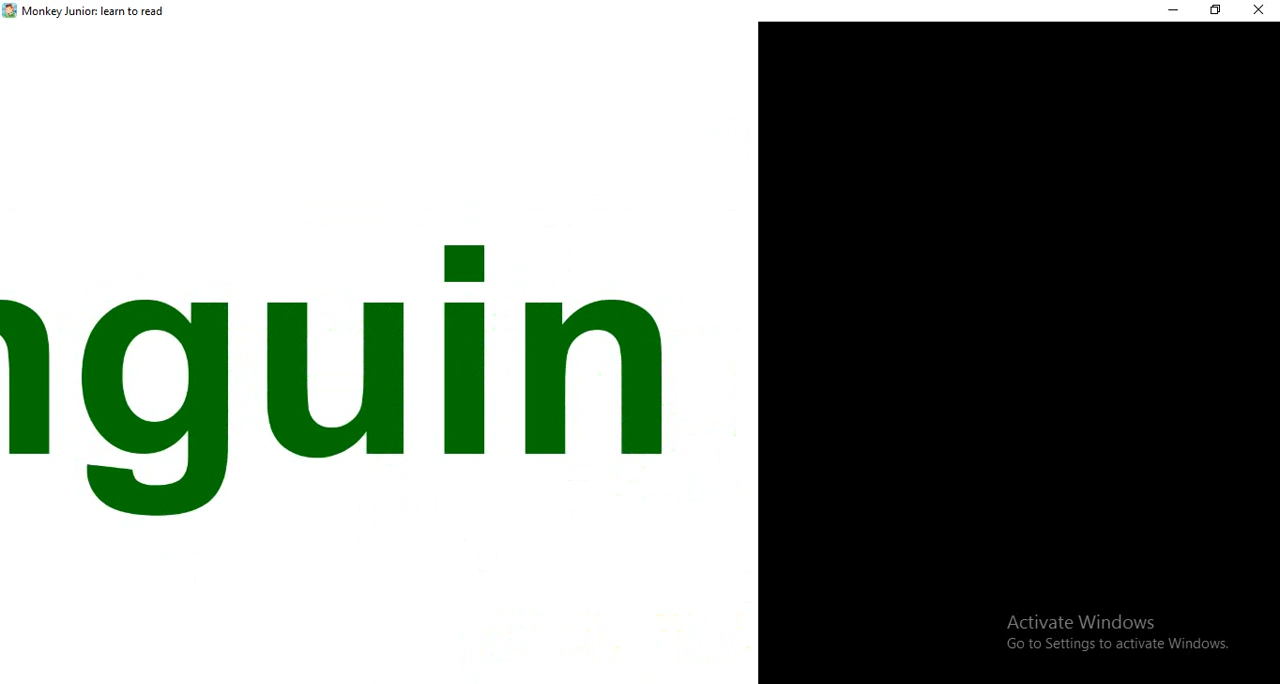 Monkey Junior: learn to read
nguin
Activate Windows
Go to Settings to activate Windows.